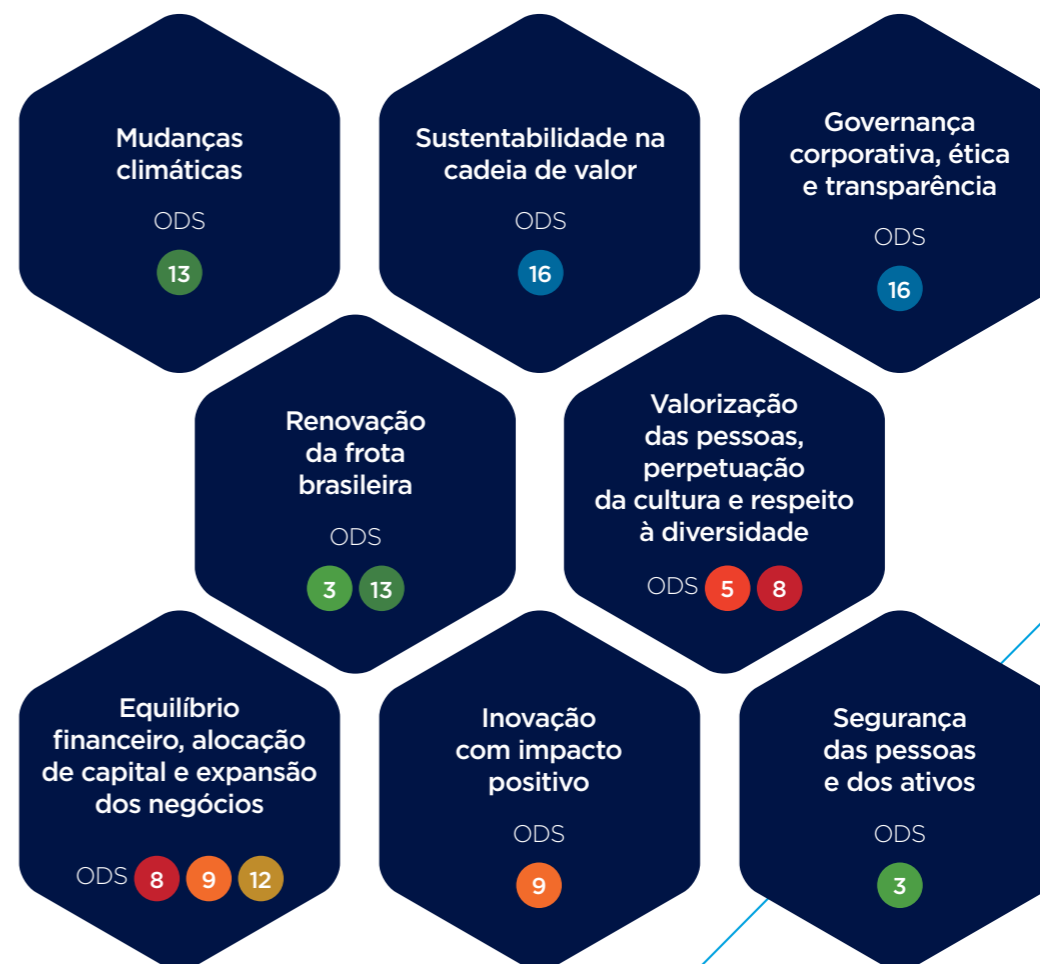 Mudanças
climáticas
ODS
13
Sustentabilidade na
cadeia de valor
ODS
16
Governança
corporativa, ética
e transparência
ODS
16
Renovação
da frota
brasileira
ODS
3 13
Valorização
das pessoas,
perpetuação
da cultura e respeito
à diversidade
ODS 5 8
Equilíbrio
financeiro, alocação
de capital e expansão
dos negócios
ODS 8 9 12
Inovação
com impacto
positivo
ODS
9
Segurança
das pessoas
e dos ativos
ODS
3